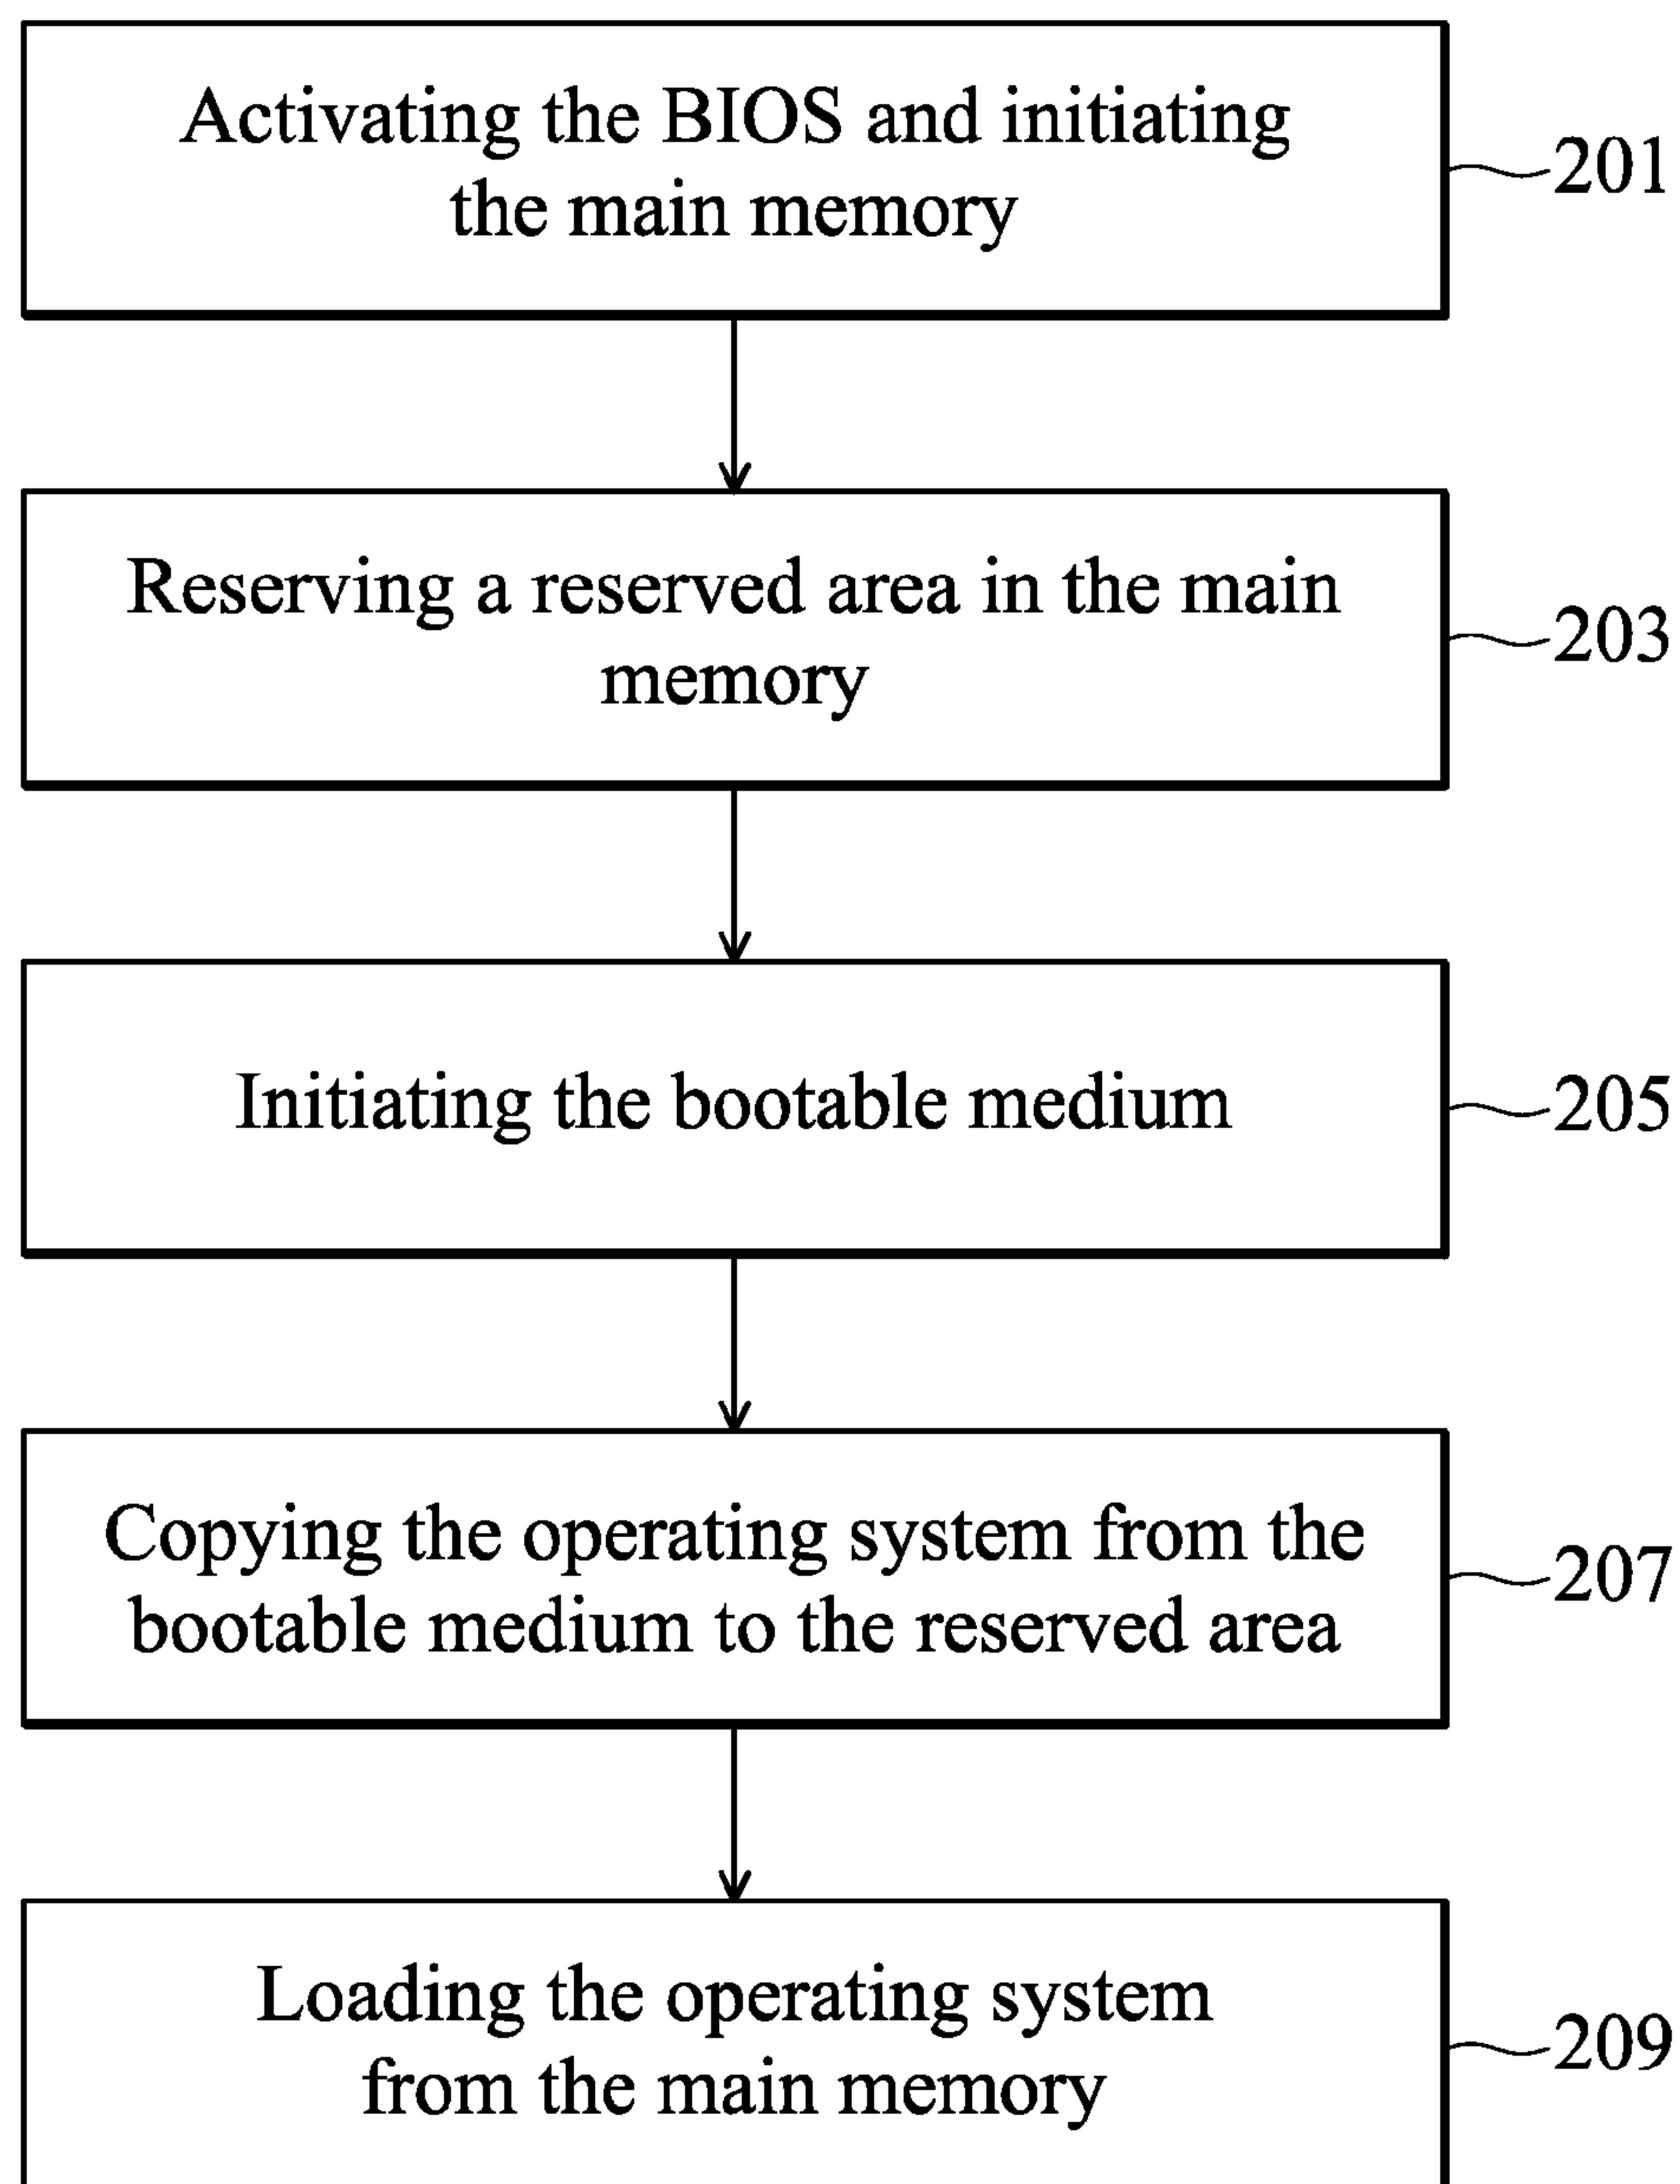 Activating the BIOS and initiating
the main memory
201
Reserving a reserved area in the main
memory
203
Initiating the bootable medium
205
Copying the operating system from the
bootable medium to the reserved area
207
Loading the operating system
from the main memory
209